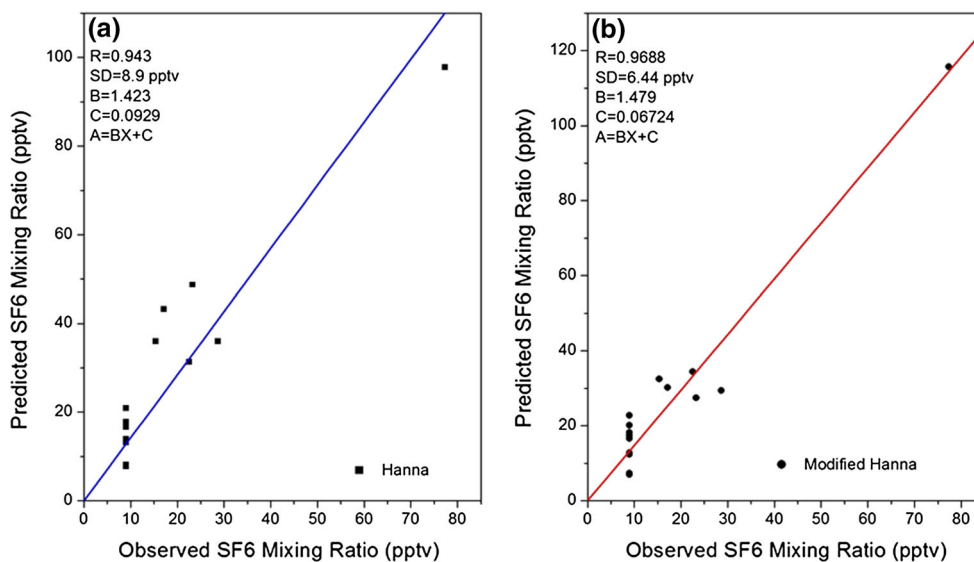 (a)
R=0.943
SD=8.9 pptv
B=1.423
C=0.0929
A=BX+C
100
80
60
40
20
0
0 10 20 30 40 50 60 70 80
Predicted SF6 Mixing Ratio (pptv)
Observed SF6 Mixing Ratio (pptv)
Hanna
(b)
R=0.9688
SD=6.44 pptv
B=1.479
C=0.06724
A=BX+C
120
100
80
60
40
20
0
0 10 20 30 40 50 60 70 80
Predicted SF6 Mixing Ratio (pptv)
Observed SF6 Mixing Ratio (pptv)
Modified Hanna